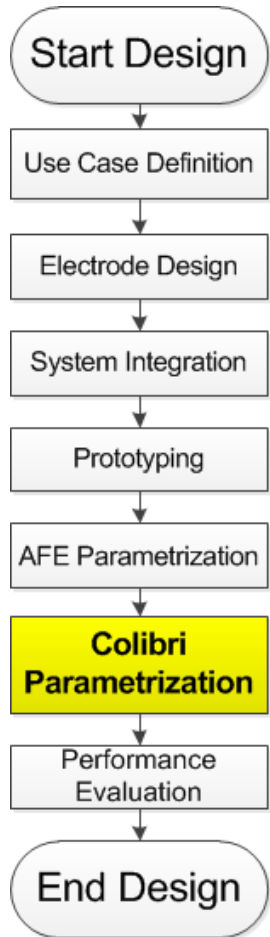 Start Design
Use Case Definition
Electrode Design
System Integration
Prototyping
AFE Parametrization
Colibri
Parametrization
Performance
Evaluation
End Design